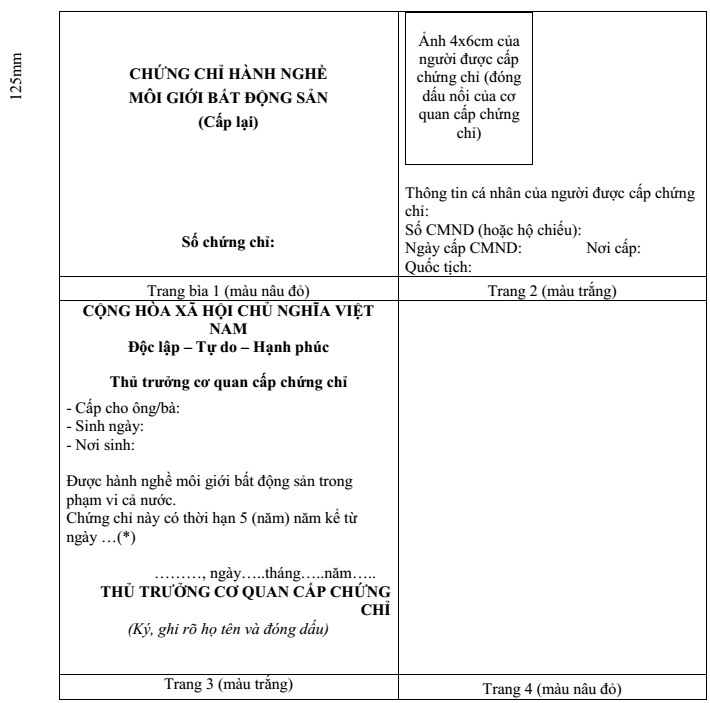 125mm
CHỨNG CHỈ HÀNH NGHỀ
MÔI GIỚI BẤT ĐỘNG SẢN
(Cấp lại)
Số chứng chỉ:
Ảnh 4x6cm của
người được cấp
chứng chỉ (đóng
dấu nổi của cơ
quan cấp chứng
chỉ)
Thông tin cá nhân của người được cấp chứng
chỉ:
Số CMND (hoặc hộ chiếu):
Ngày cấp CMND: Nơi cấp:
Quốc tịch:
Trang bìa 1 (màu nâu đỏ)
Trang 2 (màu trắng)
CỘNG HÒA XÃ HỘI CHỦ NGHĨA VIỆT
NAM
Độc lập – Tự do – Hạnh phúc
Thủ trưởng cơ quan cấp chứng chỉ
- Cấp cho ông/bà:
- Sinh ngày:
- Nơi sinh:
Được hành nghề môi giới bất động sản trong
phạm vi cả nước.
Chứng chỉ này có thời hạn 5 (năm) năm kể từ
ngày …(*)
………, ngày…..tháng…..năm…..
THỦ TRƯỞNG CƠ QUAN CẤP CHỨNG
CHỈ
(Ký, ghi rõ họ tên và đóng dấu)
Trang 3 (màu trắng)
Trang 4 (màu nâu đỏ)